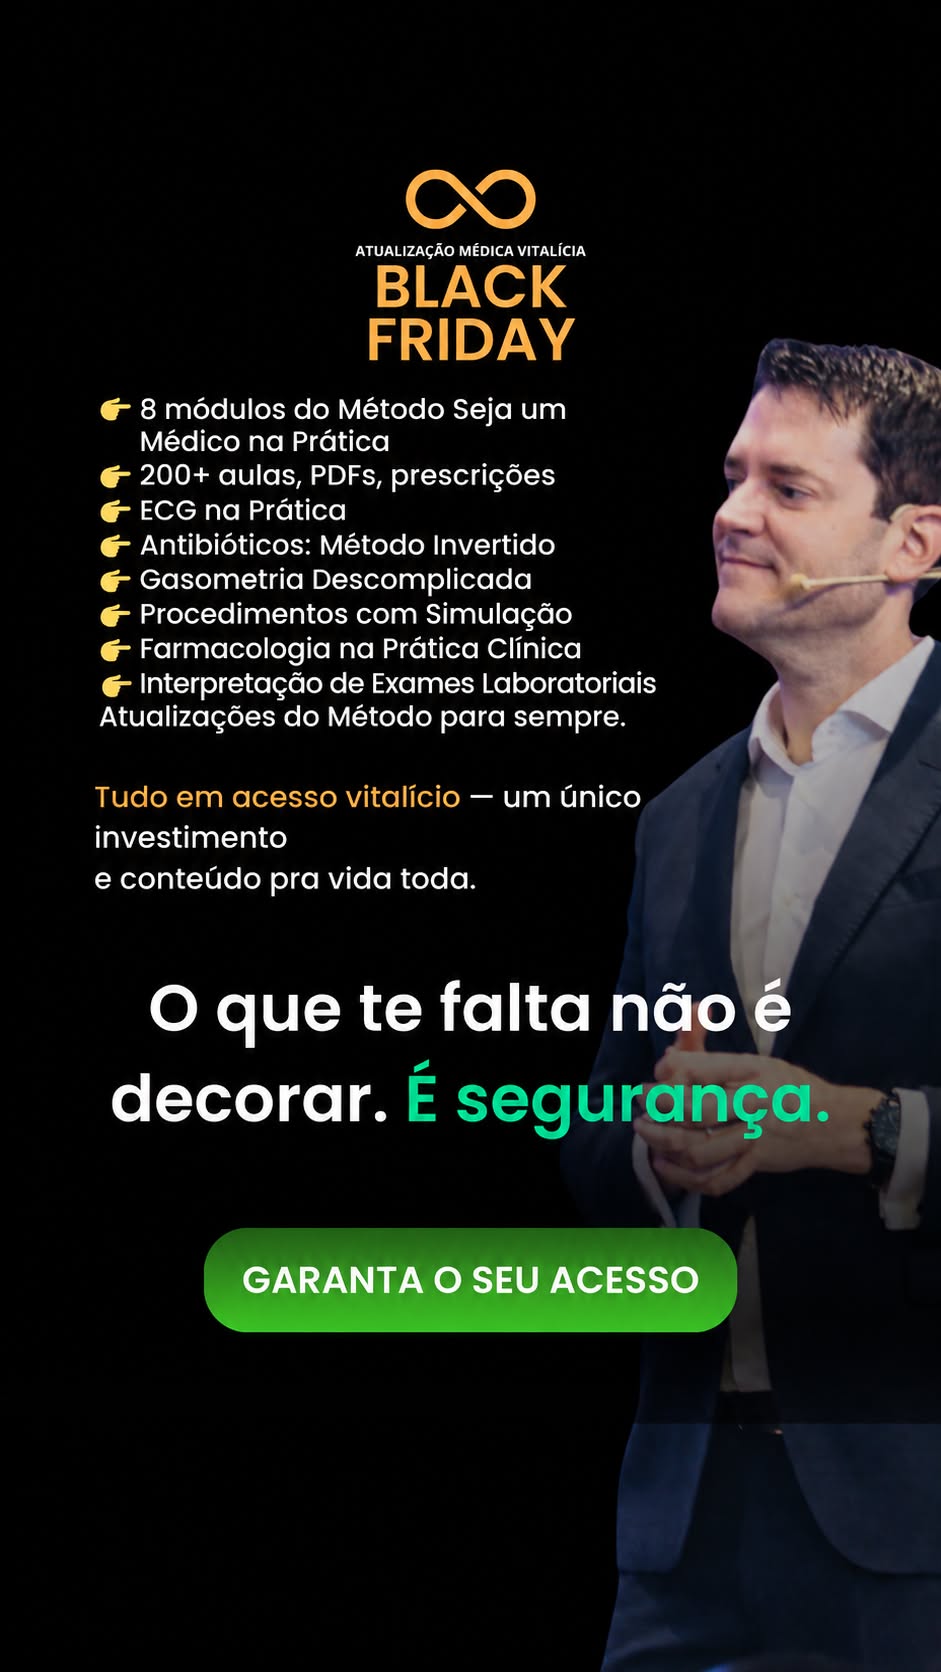 ATUALIZAÇÃO MÉDICA VITALÍCIA
BLACK
FRIDAY
👉 8 módulos do Método Seja um
Médico na Prática
👉 200+ aulas, PDFs, prescrições
👉 ECG na Prática
👉 Antibióticos: Método Invertido
👉 Gasometria Descomplicada
👉 Procedimentos com Simulação
👉 Farmacologia na Prática Clínica
👉 Interpretação de Exames Laboratoriais
Atualizações do Método para sempre.
Tudo em acesso vitalício — um único
investimento
e conteúdo pra vida toda.
O que te falta não é
decorar. É segurança.
GARANTA O SEU ACESSO